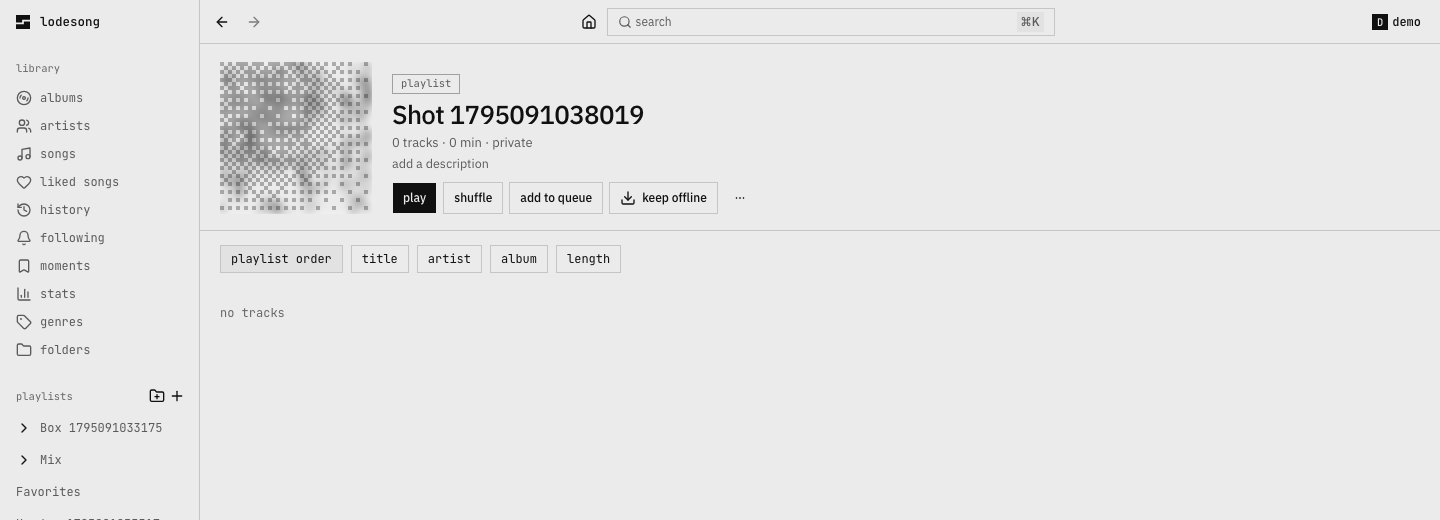 lodesong
search
⌘K
D demo
library
albums
artists
songs
liked songs
history
following
moments
stats
genres
folders
playlists
Box 1795091033175
Mix
Favorites
playlist
Shot 1795091038019
0 tracks · 0 min · private
add a description
play shuffle add to queue keep offline ...
playlist order title artist album length
no tracks